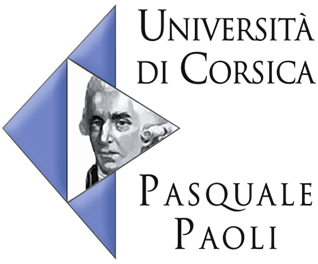 UNIVERSITÀ
DI CORSICA
PASQUALE
PAOLI